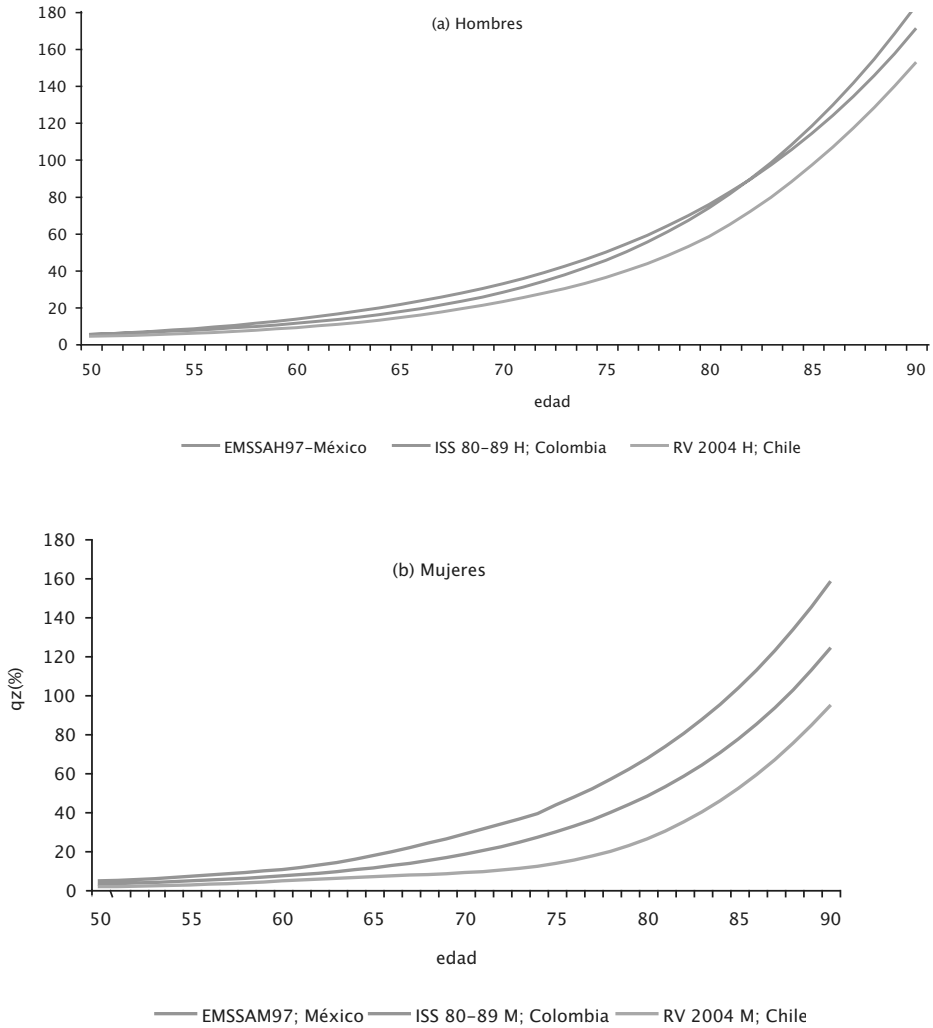 180
(a) Hombres
160
140
120
100
80
60
40
20
0
50 55 60 65 70 75 80 85 90
edad
EMSSAH97–México ISS 80–89 H; Colombia RV 2004 H; Chile
180
(b) Mujeres
160
140
120
qz(%)
100
80
60
40
20
0
50 55 60 65 70 75 80 85 90
edad
EMSSAM97; México ISS 80–89 M; Colombia RV 2004 M; Chile